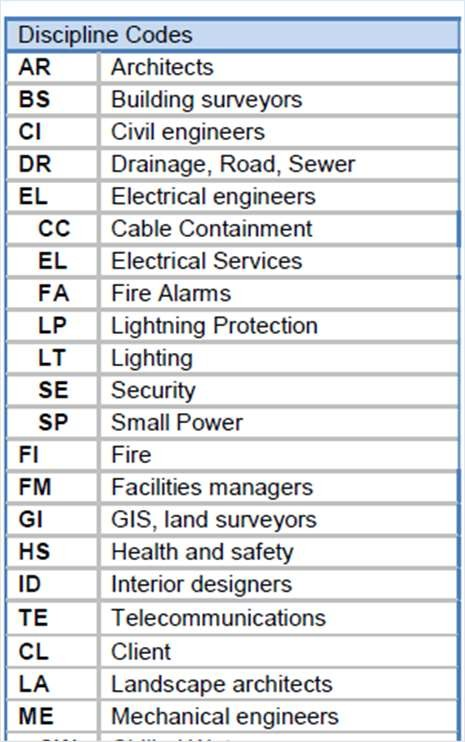 Discipline Codes
AR Architects
BS Building surveyors
CI Civil engineers
DR Drainage, Road, Sewer
EL Electrical engineers
CC Cable Containment
EL Electrical Services
FA Fire Alarms
LP Lightning Protection
LT Lighting
SE Security
SP Small Power
FI Fire
FM Facilities managers
GI GIS, land surveyors
HS Health and safety
ID Interior designers
TE Telecommunications
CL Client
LA Landscape architects
ME Mechanical engineers